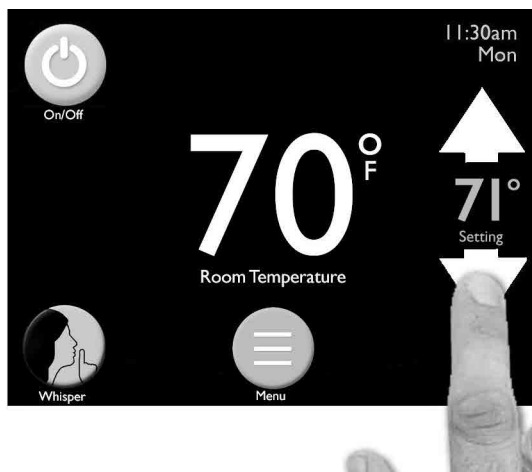 11:30am
Mon
On/Off
70°
F
Room Temperature
71°
Setting
Whisper
Menu